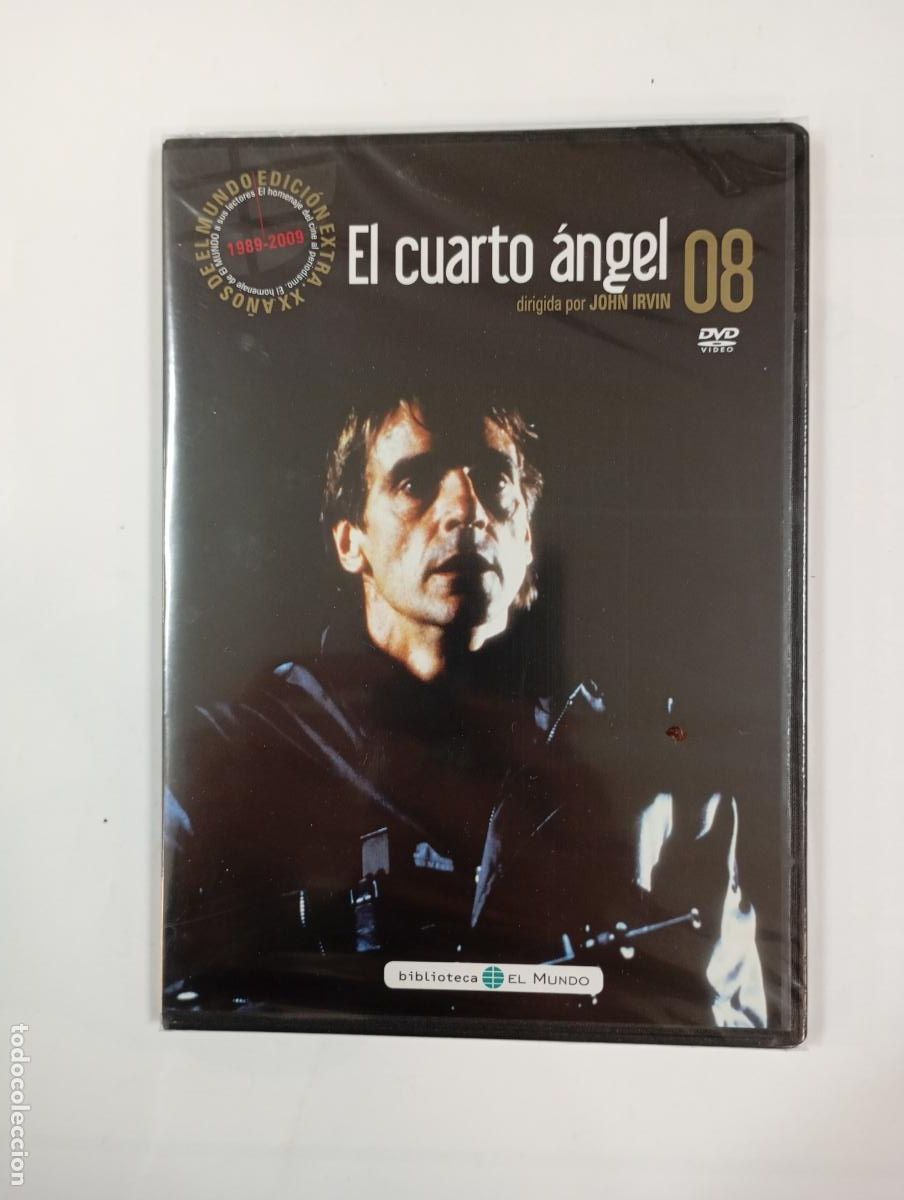 EDICIÓN EXTRA. XX AÑOS DE EL MUNDO
El homenaje del cine al periodismo. El homenaje de El MUNDO a sus lectores
1989-2009
El cuarto ángel
08
dirigida por JOHN IRVIN
DVD
VIDEO
biblioteca EL MUNDO
todocoleccion